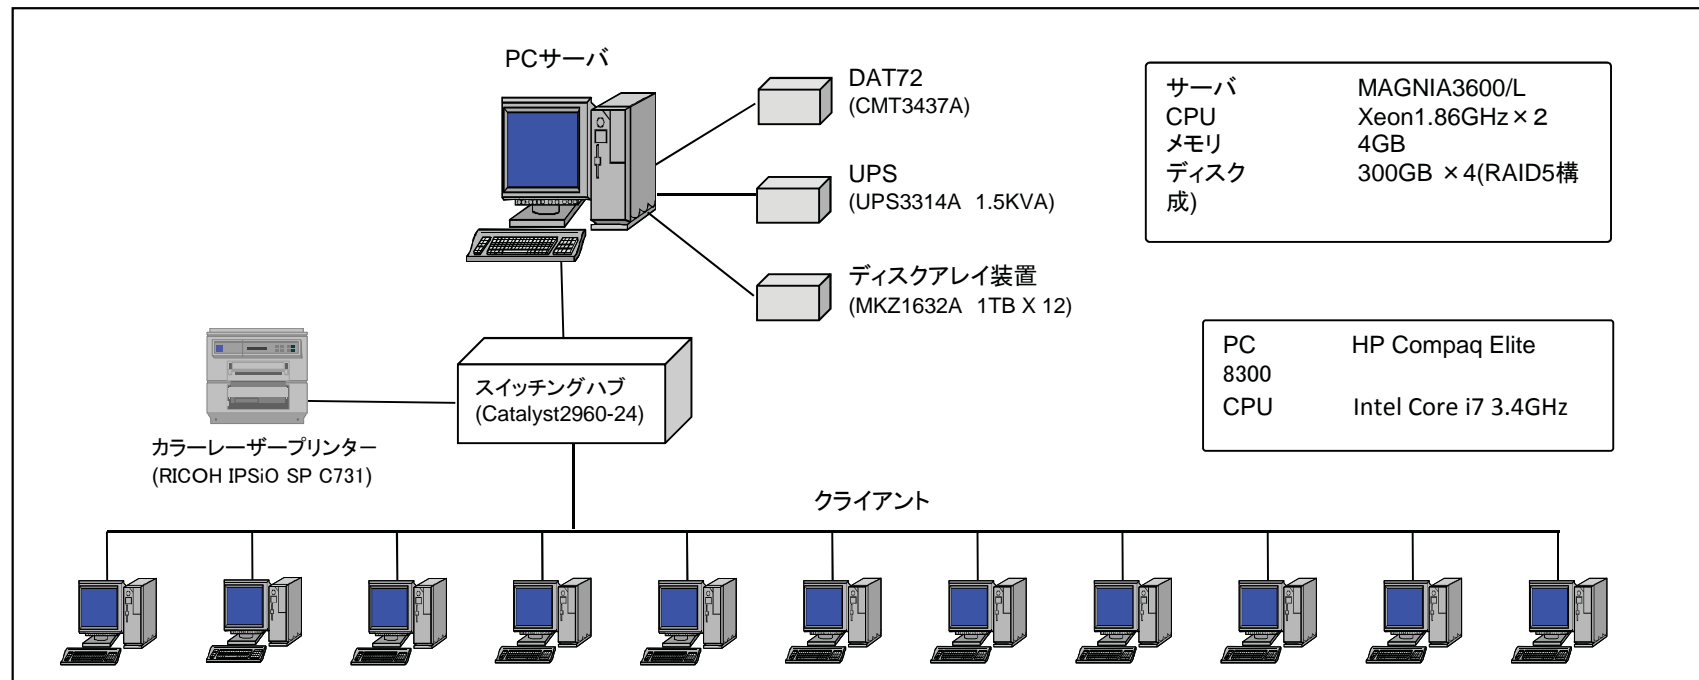 PCサーバ
DAT72
(CMT3437A)
UPS
(UPS3314A 1.5KVA)
ディスクアレイ装置
(MKZ1632A 1TB X 12)
サーバ MAGNIA3600/L
CPU Xeon1.86GHz×2
メモリ 4GB
ディスク 300GB ×4(RAID5構
成)
PC HP Compaq Elite
8300
CPU Intel Core i7 3.4GHz
スイッチングハブ
(Catalyst2960-24)
カラーレーザープリンター
(RICOH IPSiO SP C731)
クライアント